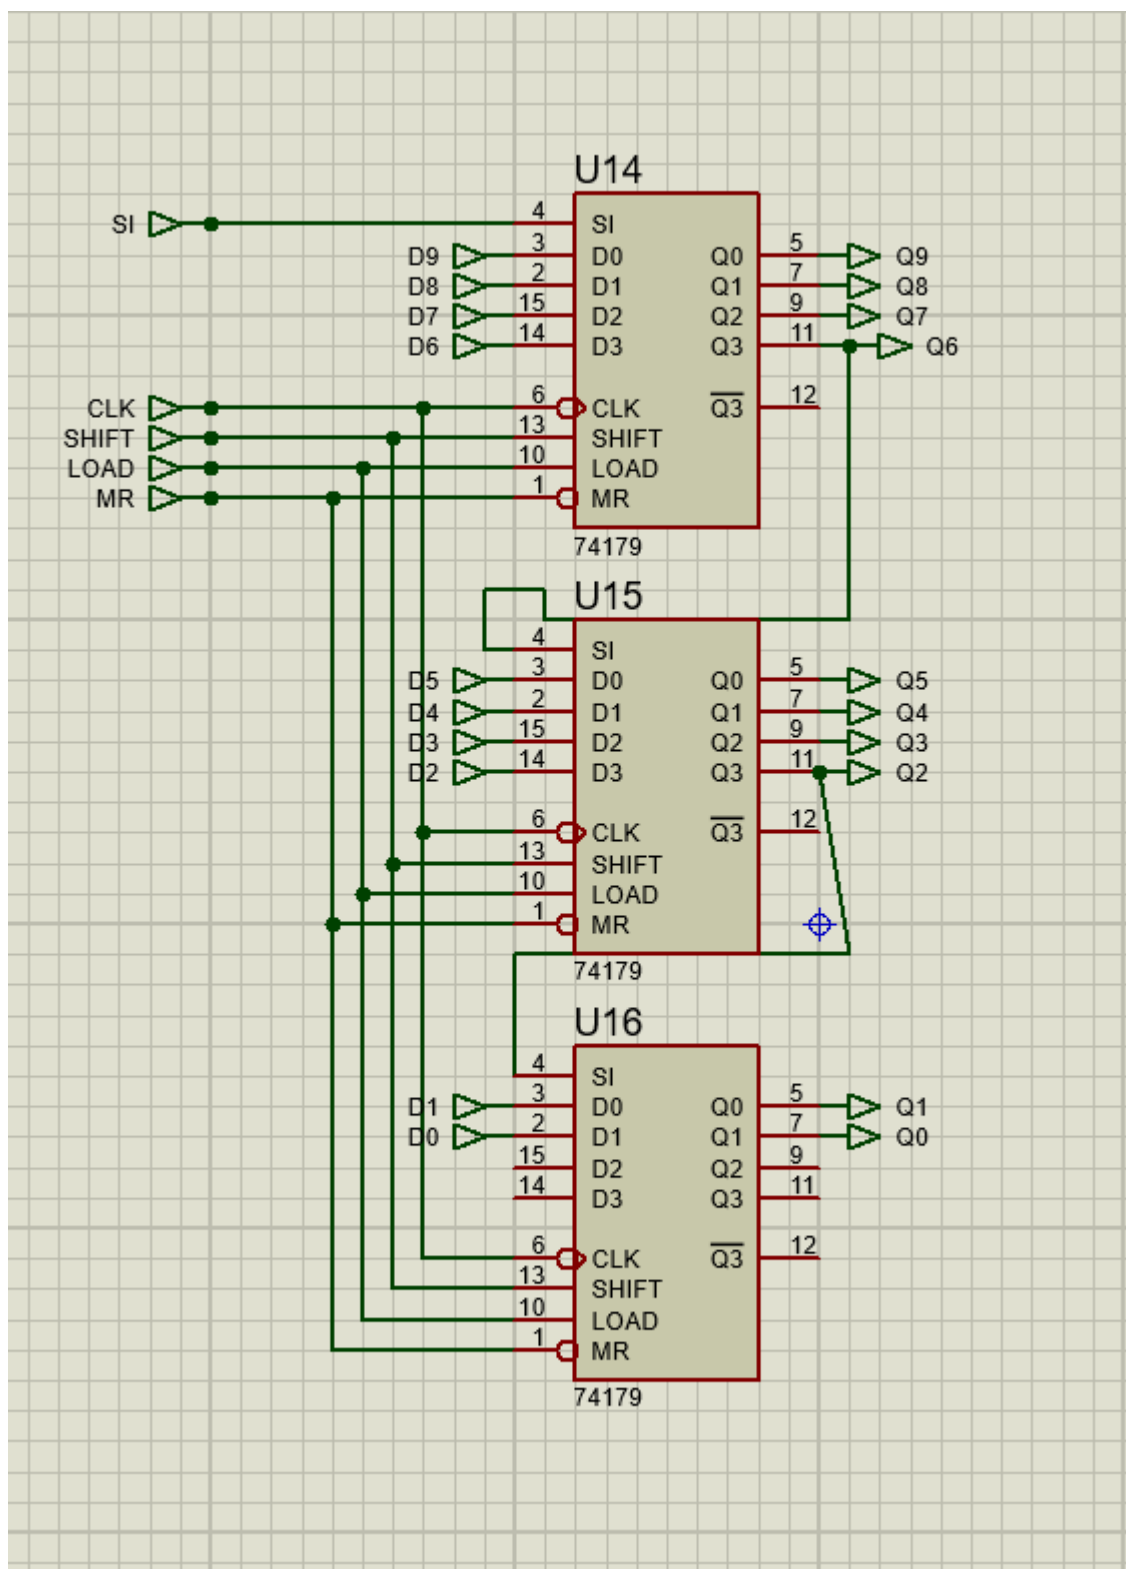 U14
SI 4 SI
D9 3 D0 Q0 5 Q9
D8 2 D1 Q1 7 Q8
D7 15 D2 Q2 9 Q7
D6 14 D3 Q3 11 Q6
CLK 6 CLK Q3 12
SHIFT 13 SHIFT
LOAD 10 LOAD
MR 1 MR
74179
U15
4 SI
D5 3 D0 Q0 5 Q5
D4 2 D1 Q1 7 Q4
D3 15 D2 Q2 9 Q3
D2 14 D3 Q3 11 Q2
6 CLK Q3 12
13 SHIFT
10 LOAD
1 MR
74179
U16
4 SI
D1 3 D0 Q0 5 Q1
D0 2 D1 Q1 7 Q0
15 D2 Q2 9
14 D3 Q3 11
6 CLK Q3 12
13 SHIFT
10 LOAD
1 MR
74179